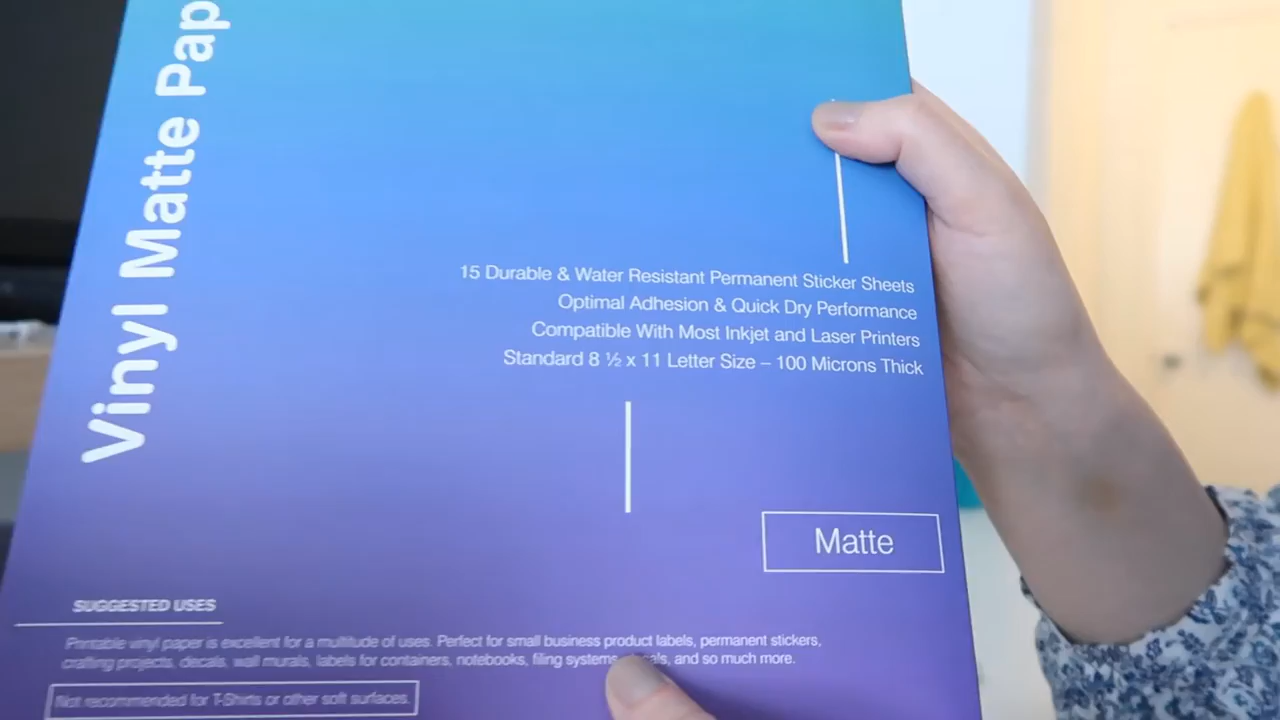 Vinyl Matte Pap
15 Durable & Water Resistant Permanent Sticker Sheets
Optimal Adhesion & Quick Dry Performance
Compatible With Most Inkjet and Laser Printers
Standard 8 ½ x 11 Letter Size – 100 Microns Thick
Matte
SUGGESTED USES
Printable vinyl paper is excellent for a multitude of uses. Perfect for small business product labels, permanent stickers,
crafting projects, decals, wall murals, labels for containers, notebooks, filing systems, and so much more.
Not recommended for T-Shirts or other soft surfaces.